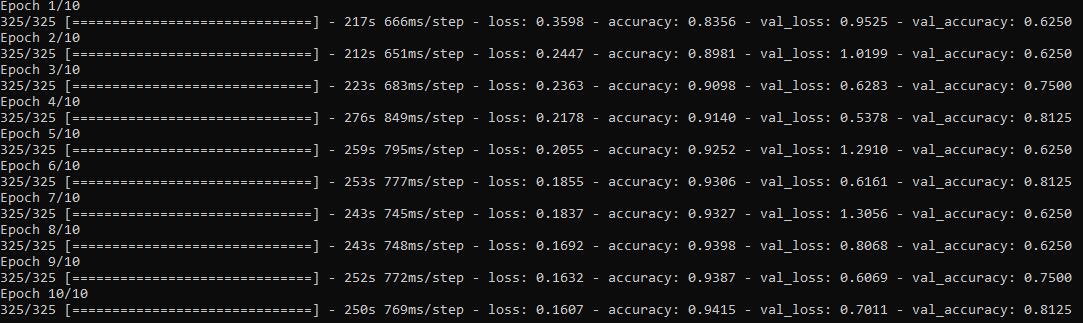 Epoch 1/10
325/325 [==============================] - 217s 666ms/step - loss: 0.3598 - accuracy: 0.8356 - val_loss: 0.9525 - val_accuracy: 0.6250
Epoch 2/10
325/325 [==============================] - 212s 651ms/step - loss: 0.2447 - accuracy: 0.8981 - val_loss: 1.0199 - val_accuracy: 0.6250
Epoch 3/10
325/325 [==============================] - 223s 683ms/step - loss: 0.2363 - accuracy: 0.9098 - val_loss: 0.6283 - val_accuracy: 0.7500
Epoch 4/10
325/325 [==============================] - 276s 849ms/step - loss: 0.2178 - accuracy: 0.9140 - val_loss: 0.5378 - val_accuracy: 0.8125
Epoch 5/10
325/325 [==============================] - 259s 795ms/step - loss: 0.2055 - accuracy: 0.9252 - val_loss: 1.2910 - val_accuracy: 0.6250
Epoch 6/10
325/325 [==============================] - 253s 777ms/step - loss: 0.1855 - accuracy: 0.9306 - val_loss: 0.6161 - val_accuracy: 0.8125
Epoch 7/10
325/325 [==============================] - 243s 745ms/step - loss: 0.1837 - accuracy: 0.9327 - val_loss: 1.3056 - val_accuracy: 0.6250
Epoch 8/10
325/325 [==============================] - 243s 748ms/step - loss: 0.1692 - accuracy: 0.9398 - val_loss: 0.8068 - val_accuracy: 0.6250
Epoch 9/10
325/325 [==============================] - 252s 772ms/step - loss: 0.1632 - accuracy: 0.9387 - val_loss: 0.6069 - val_accuracy: 0.7500
Epoch 10/10
325/325 [==============================] - 250s 769ms/step - loss: 0.1607 - accuracy: 0.9415 - val_loss: 0.7011 - val_accuracy: 0.8125